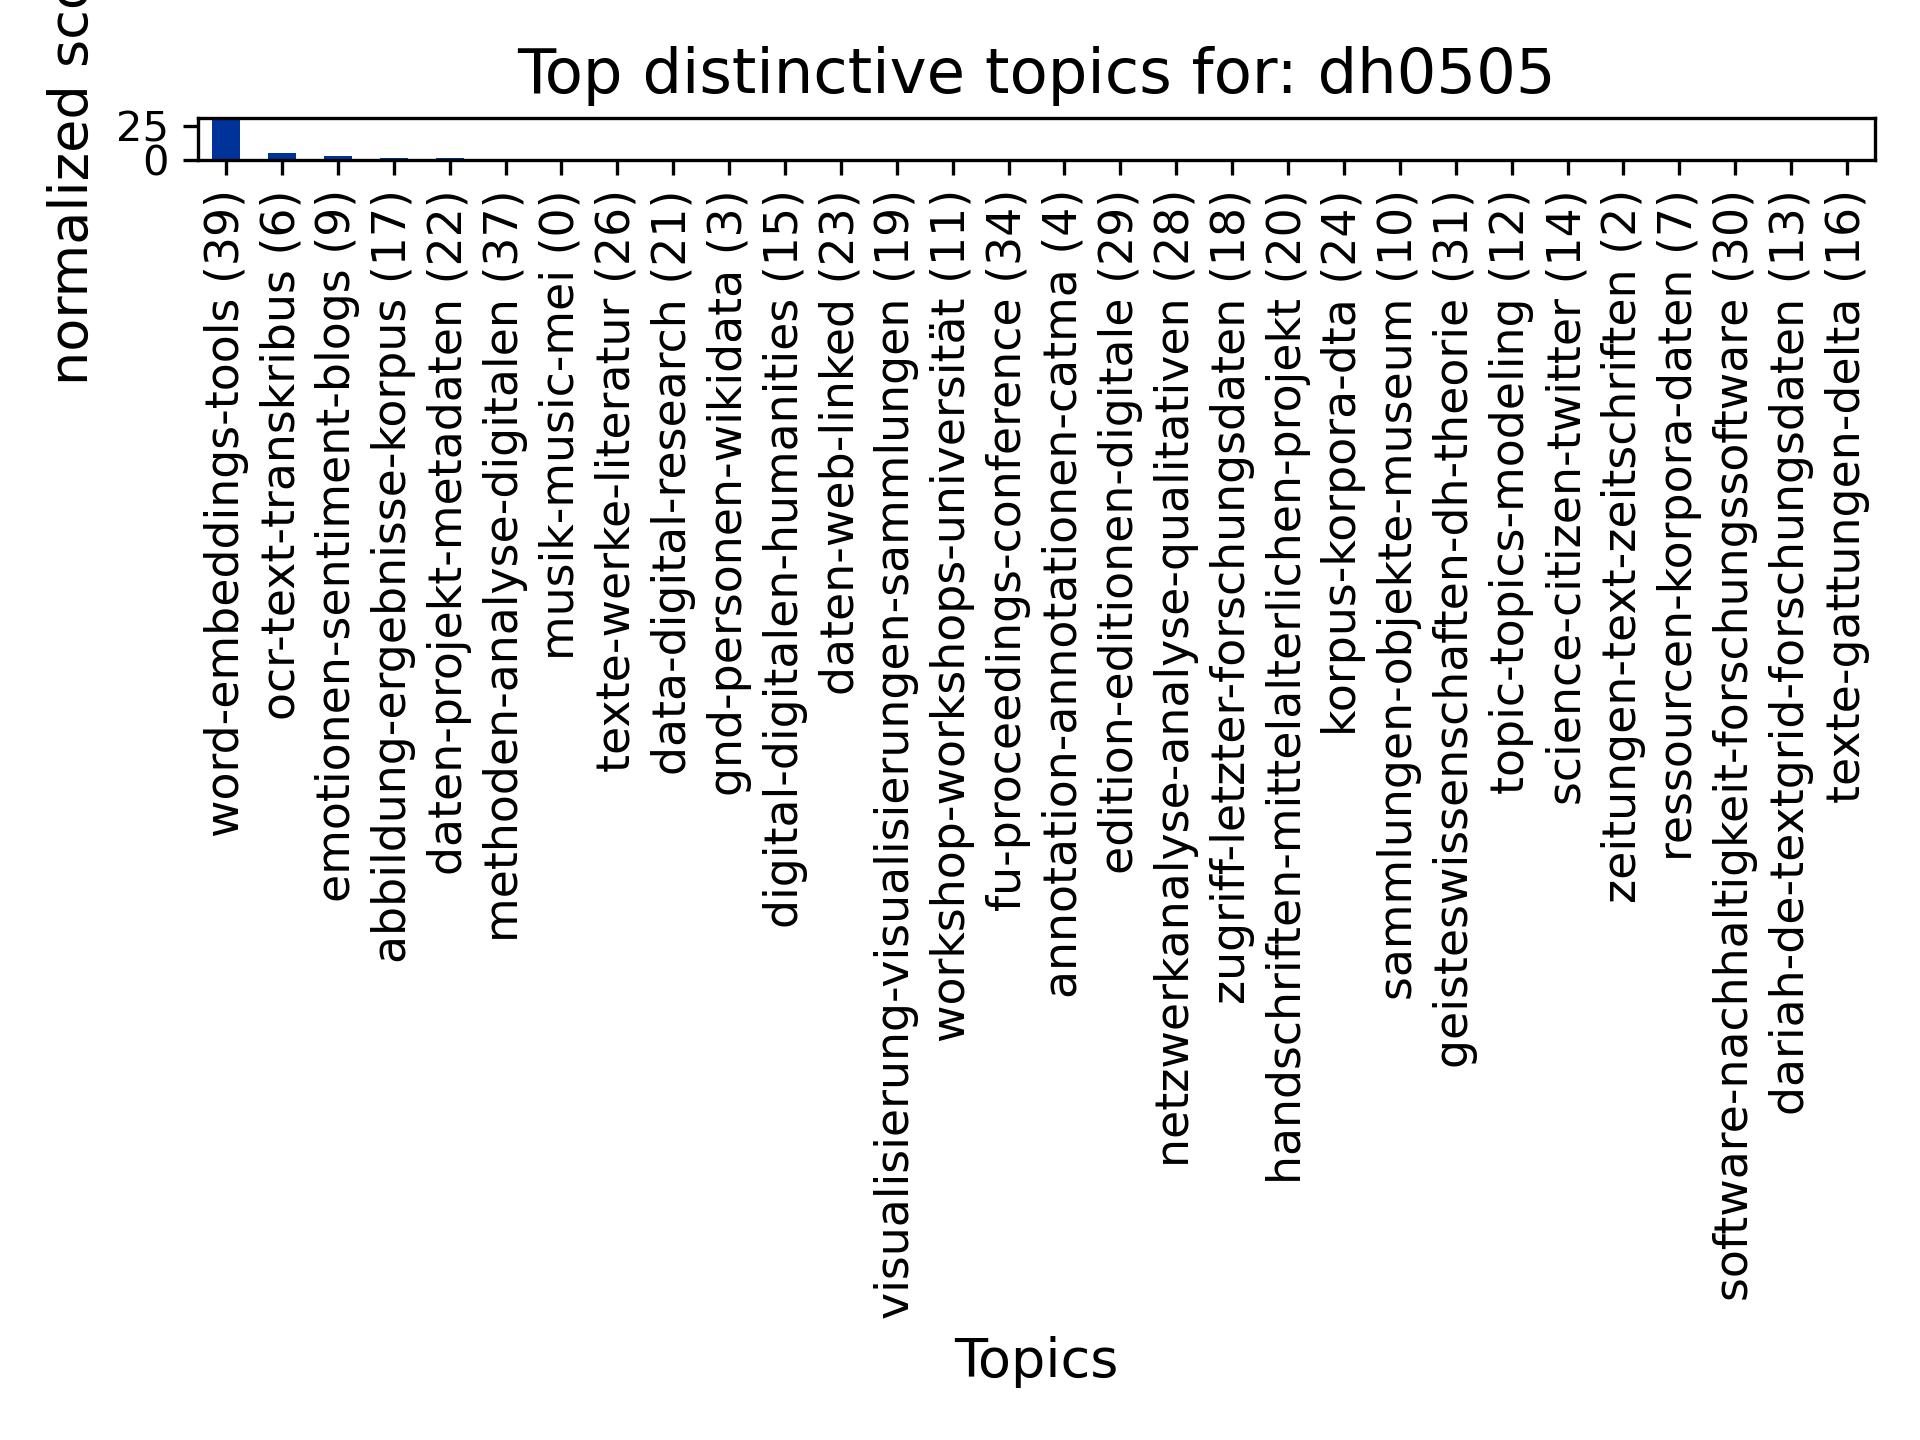 Top distinctive topics for: dh0505
normalized
25
0
word-embeddings-tools (39)
ocr-text-transkribus (6)
emotionen-sentiment-blogs (9)
abbildung-ergebnisse-korpus (17)
daten-projekt-metadaten (22)
methoden-analyse-digitalen (37)
musik-music-mei (0)
texte-werke-literatur (26)
data-digital-research (21)
gnd-personen-wikidata (3)
digital-digitalen-humanities (15)
daten-web-linked (23)
visualisierung-visualisierungen-sammlungen (19)
workshop-workshops-universität (11)
fu-proceedings-conference (34)
annotation-annotationen-catma (4)
edition-editionen-digitale (29)
netzwerkanalyse-analyse-qualitativen (28)
zugriff-letzter-forschungsdaten (18)
handschriften-mittelalterlichen-projekt (20)
korpus-korpora-dta (24)
sammlungen-objekte-museum (10)
geisteswissenschaften-dh-theorie (31)
topic-topics-modeling (12)
science-citizen-twitter (14)
zeitungen-text-zeitschriften (2)
ressourcen-korpora-daten (7)
software-nachhaltigkeit-forschungssoftware (30)
dariah-de-textgrid-forschungsdaten (13)
texte-gattungen-delta (16)
Topics